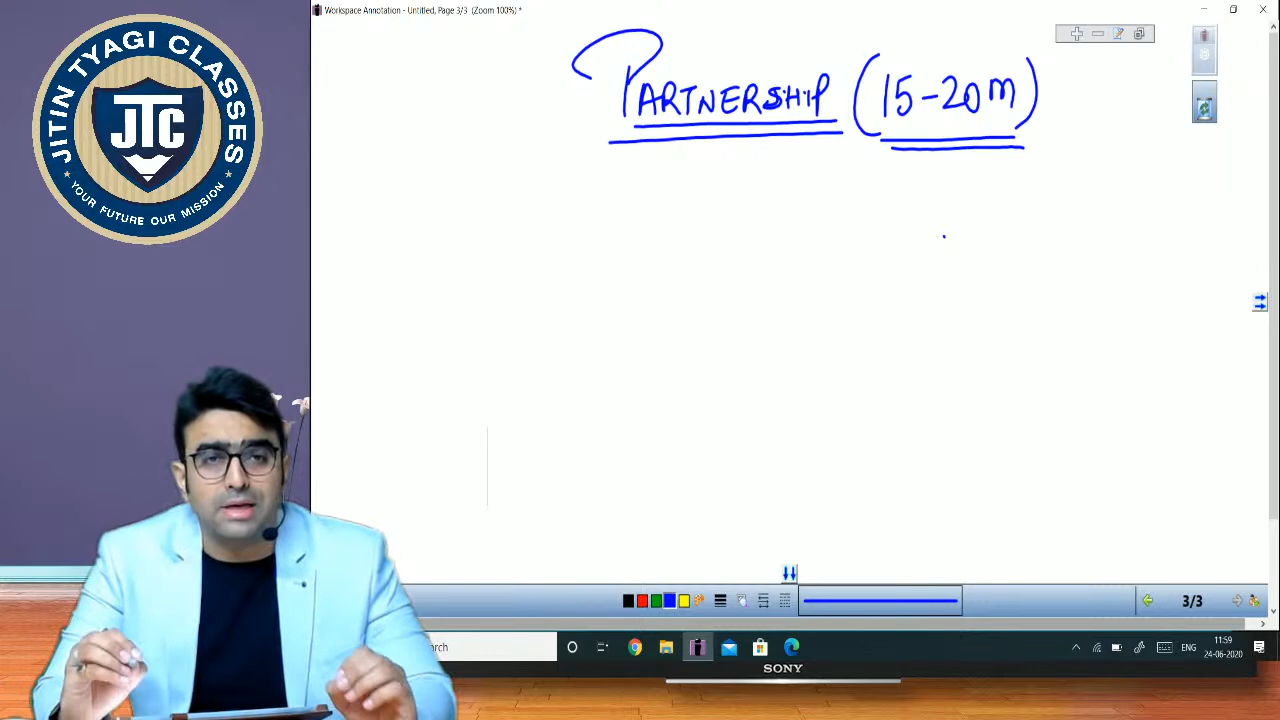 Workspace Annotation - Untitled, Page 3/3 (Zoom 100%) *
JITIN TYAGI CLASSES
JTC
YOUR FUTURE OUR MISSION
PARTNERSHIP (15-20m)
3/3
earch
ENG
11:59
24-06-2020
SONY